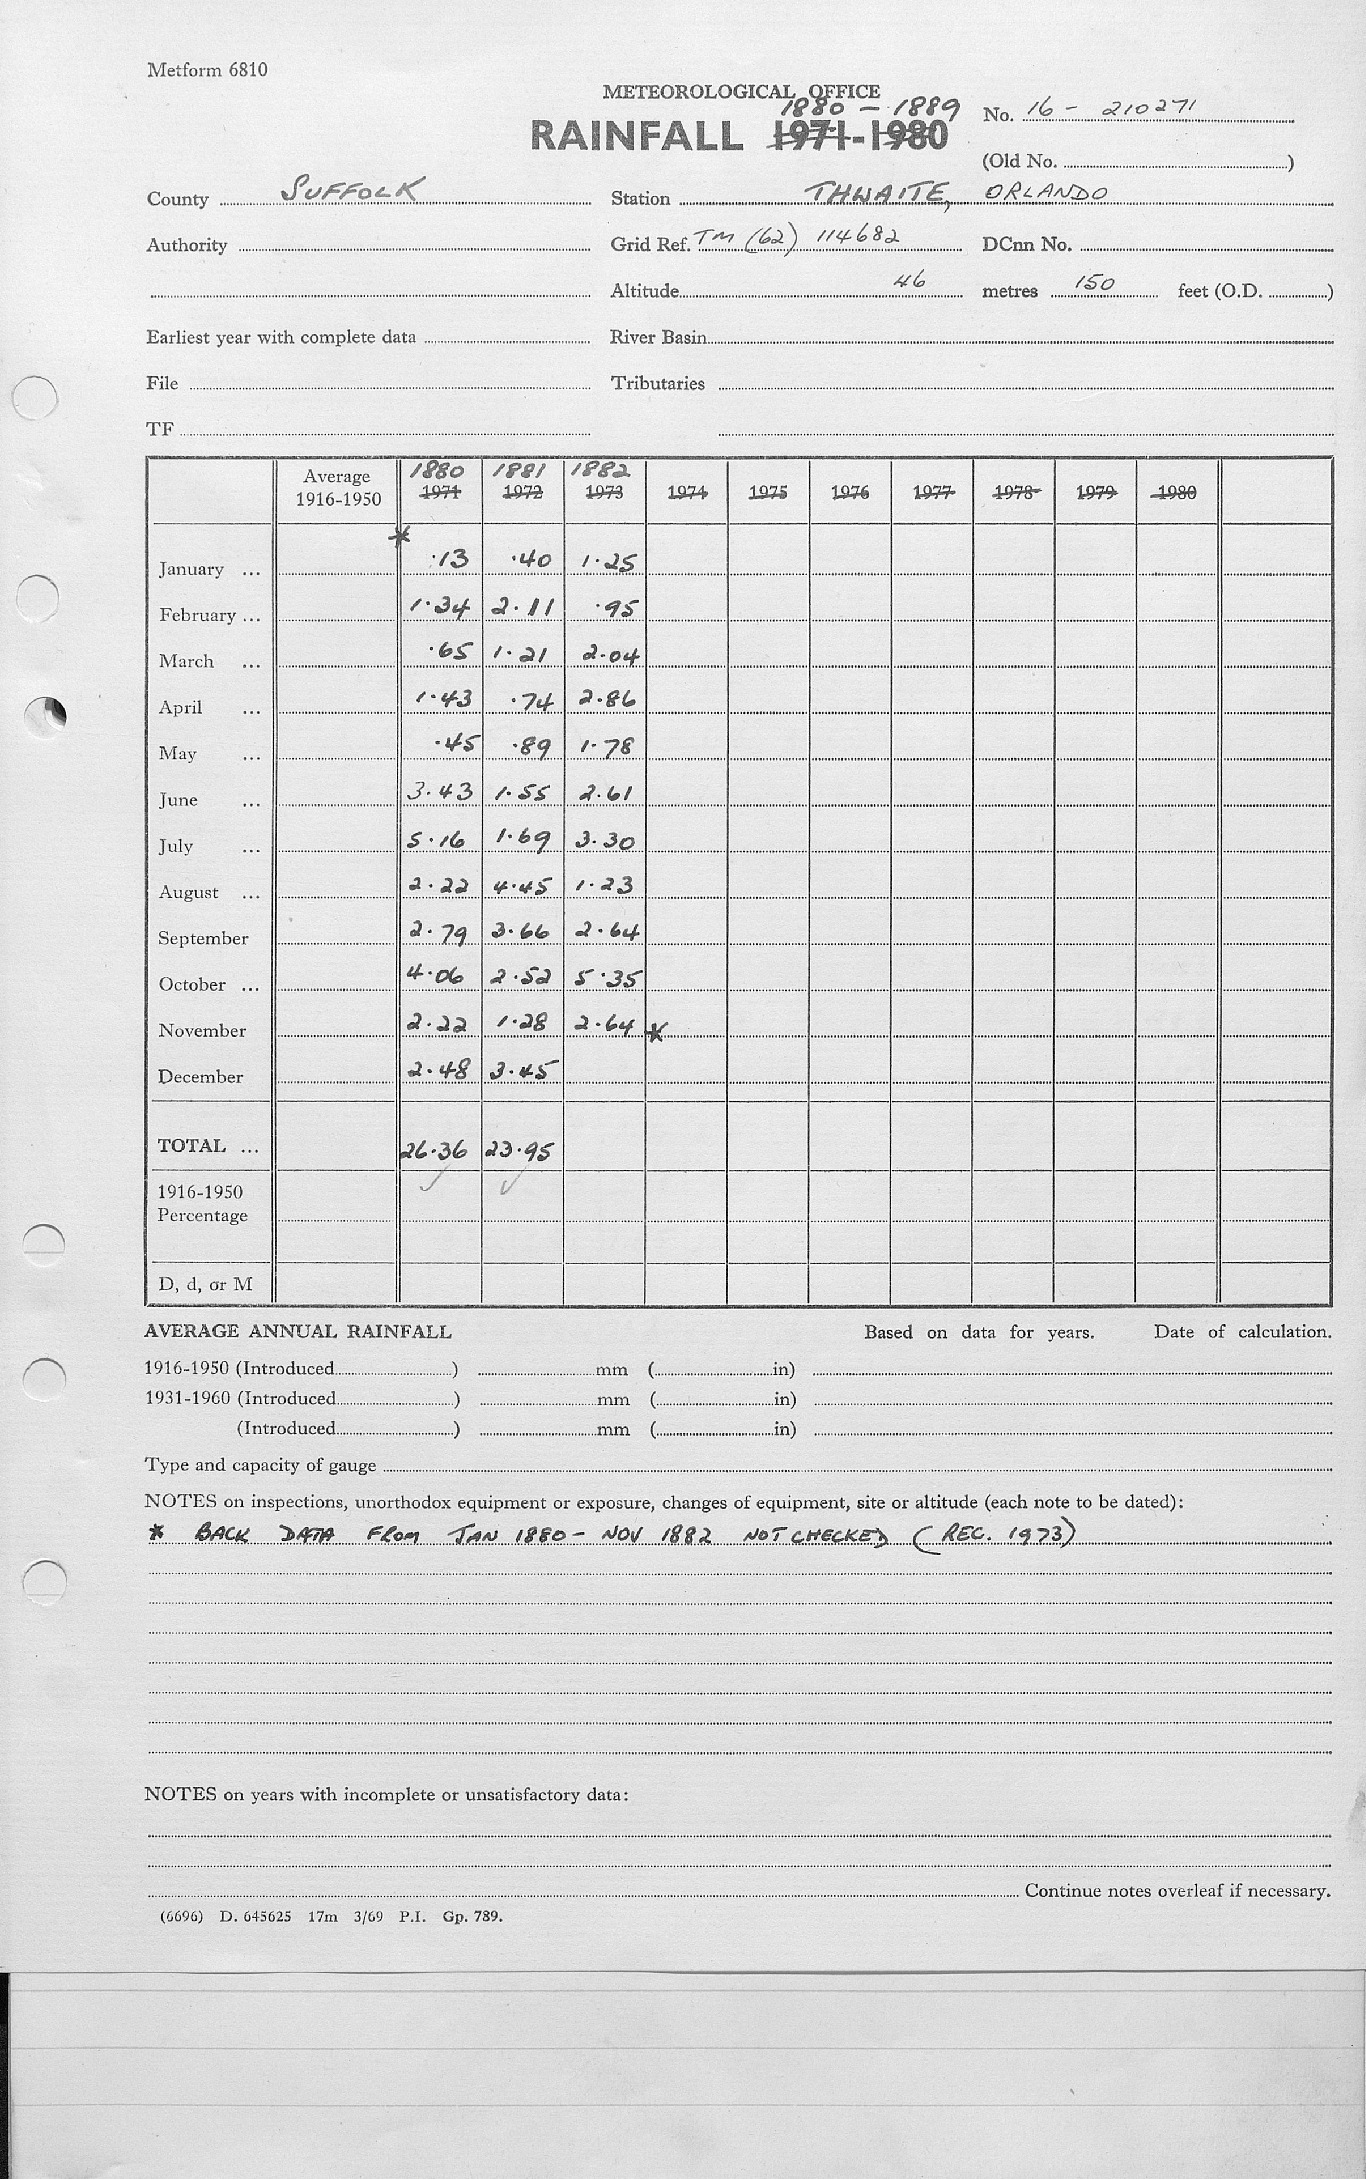 Metform 6810
METEOROLOGICAL OFFICE
1880 - 1889
RAINFALL 1971-1980
No. 16 - 210271
(Old No. )
County SUFFOLK Station THWAITE, ORLANDO
Authority Grid Ref. TM (62) 114682 DCnn No.
Altitude 46 metres 150 feet (O.D. )
Earliest year with complete data River Basin
File Tributaries
TF
1880 1881 1882
Average 1916-1950 1971 1972 1973 1974 1975 1976 1977 1978 1979 1980
*
January ... ·13 ·40 1·25
February ... 1·34 2·11 ·95
March ... ·65 1·21 2·04
April ... 1·43 ·74 2·86
May ... ·45 ·89 1·78
June ... 3·43 1·55 2·61
July ... 5·16 1·69 3·30
August ... 2·22 4·45 1·23
September 2·79 3·66 2·64
October ... 4·06 2·52 5·35
November 2·22 1·28 2·64 *
December 2·48 3·45
TOTAL ... 26·36 23·95
1916-1950
Percentage
D, d, or M
AVERAGE ANNUAL RAINFALL Based on data for years. Date of calculation.
1916-1950 (Introduced ) mm ( in)
1931-1960 (Introduced ) mm ( in)
(Introduced ) mm ( in)
Type and capacity of gauge
NOTES on inspections, unorthodox equipment or exposure, changes of equipment, site or altitude (each note to be dated):
* BACK DATA FROM JAN 1880 - NOV 1882 NOT CHECKED (REC. 1973)
NOTES on years with incomplete or unsatisfactory data:
Continue notes overleaf if necessary.
(6696) D. 645625 17m 3/69 P.I. Gp. 789.